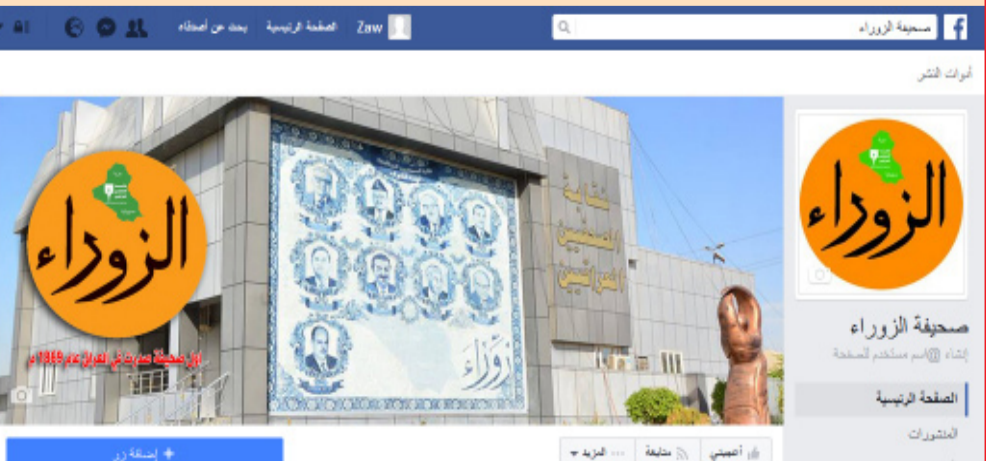 صحيفة الزوراء
Zaw
الصفحة الرئيسية
بحث عن أصدقاء
أدوات النشر
الزوراء
الزوراء
نقابة
الصحفيين
العراقيين
زوراء
اول صحيفة صدرت في العراق عام 1869 م
صحيفة الزوراء
إنشاء @اسم مستخدم للصفحة
الصفحة الرئيسية
المنشورات
أعجبني
متابعة
المزيد
+ إضافة زر